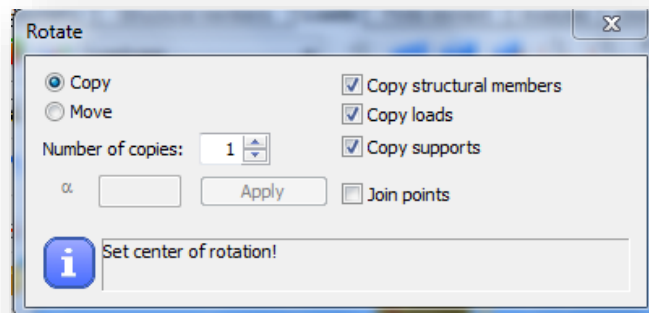 Rotate
Copy
Move
Number of copies: 1
α Apply
Copy structural members
Copy loads
Copy supports
Join points
Set center of rotation!